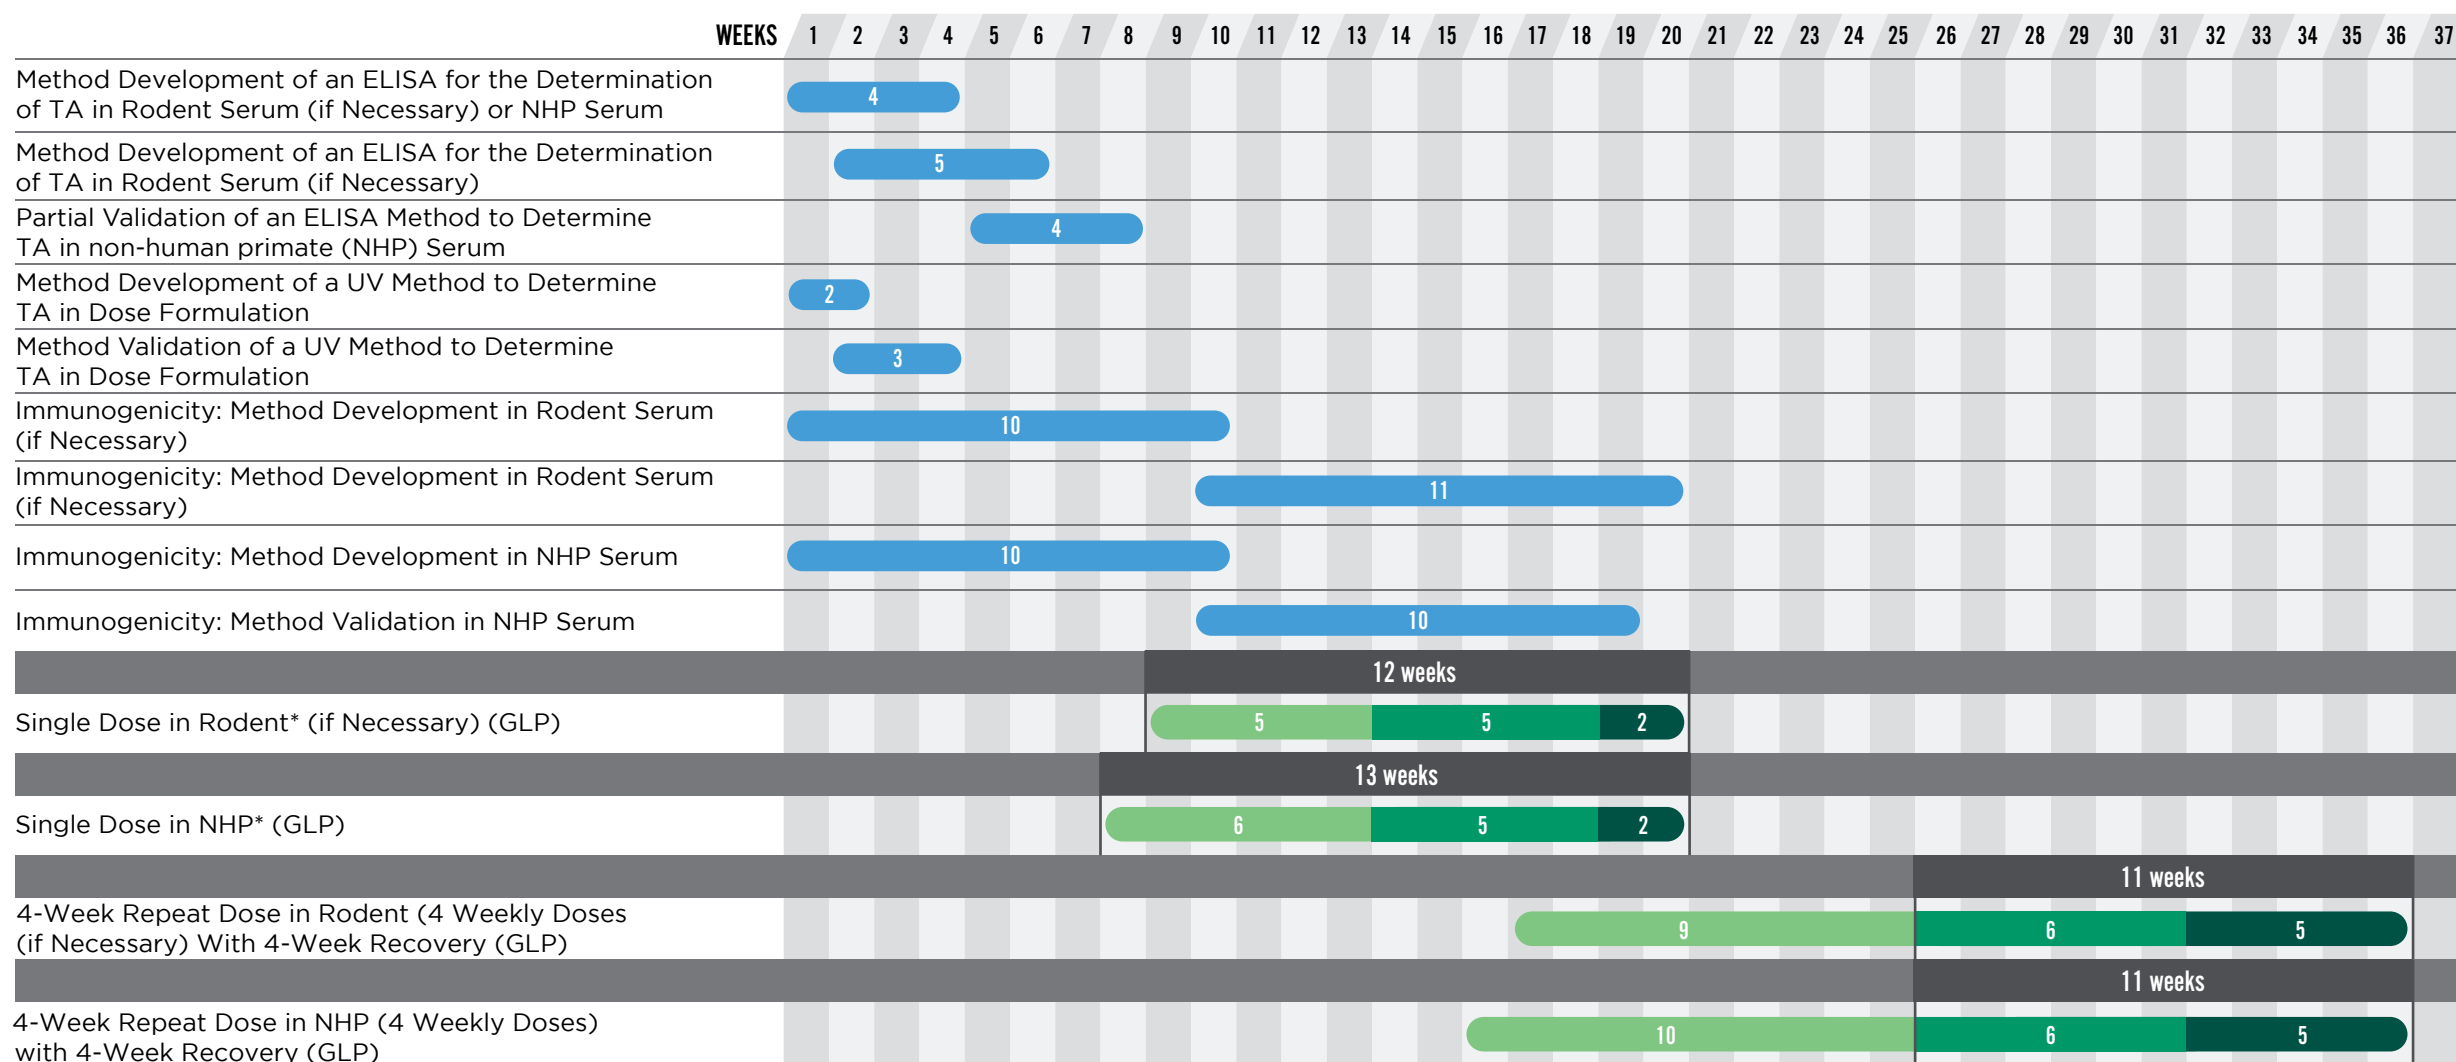 WEEKS 1 2 3 4 5 6 7 8 9 10 11 12 13 14 15 16 17 18 19 20 21 22 23 24 25 26 27 28 29 30 31 32 33 34 35 36 37
Method Development of an ELISA for the Determination
of TA in Rodent Serum (if Necessary) or NHP Serum
4
Method Development of an ELISA for the Determination
of TA in Rodent Serum (if Necessary)
5
Partial Validation of an ELISA Method to Determine
TA in non-human primate (NHP) Serum
4
Method Development of a UV Method to Determine
TA in Dose Formulation
2
Method Validation of a UV Method to Determine
TA in Dose Formulation
3
Immunogenicity: Method Development in Rodent Serum
(if Necessary)
10
Immunogenicity: Method Development in Rodent Serum
(if Necessary)
11
Immunogenicity: Method Development in NHP Serum
10
Immunogenicity: Method Validation in NHP Serum
10
12 weeks
Single Dose in Rodent* (if Necessary) (GLP)
5 5 2
13 weeks
Single Dose in NHP* (GLP)
6 5 2
11 weeks
4-Week Repeat Dose in Rodent (4 Weekly Doses
(if Necessary) With 4-Week Recovery (GLP)
9 6 5
11 weeks
4-Week Repeat Dose in NHP (4 Weekly Doses)
with 4-Week Recovery (GLP)
10 6 5